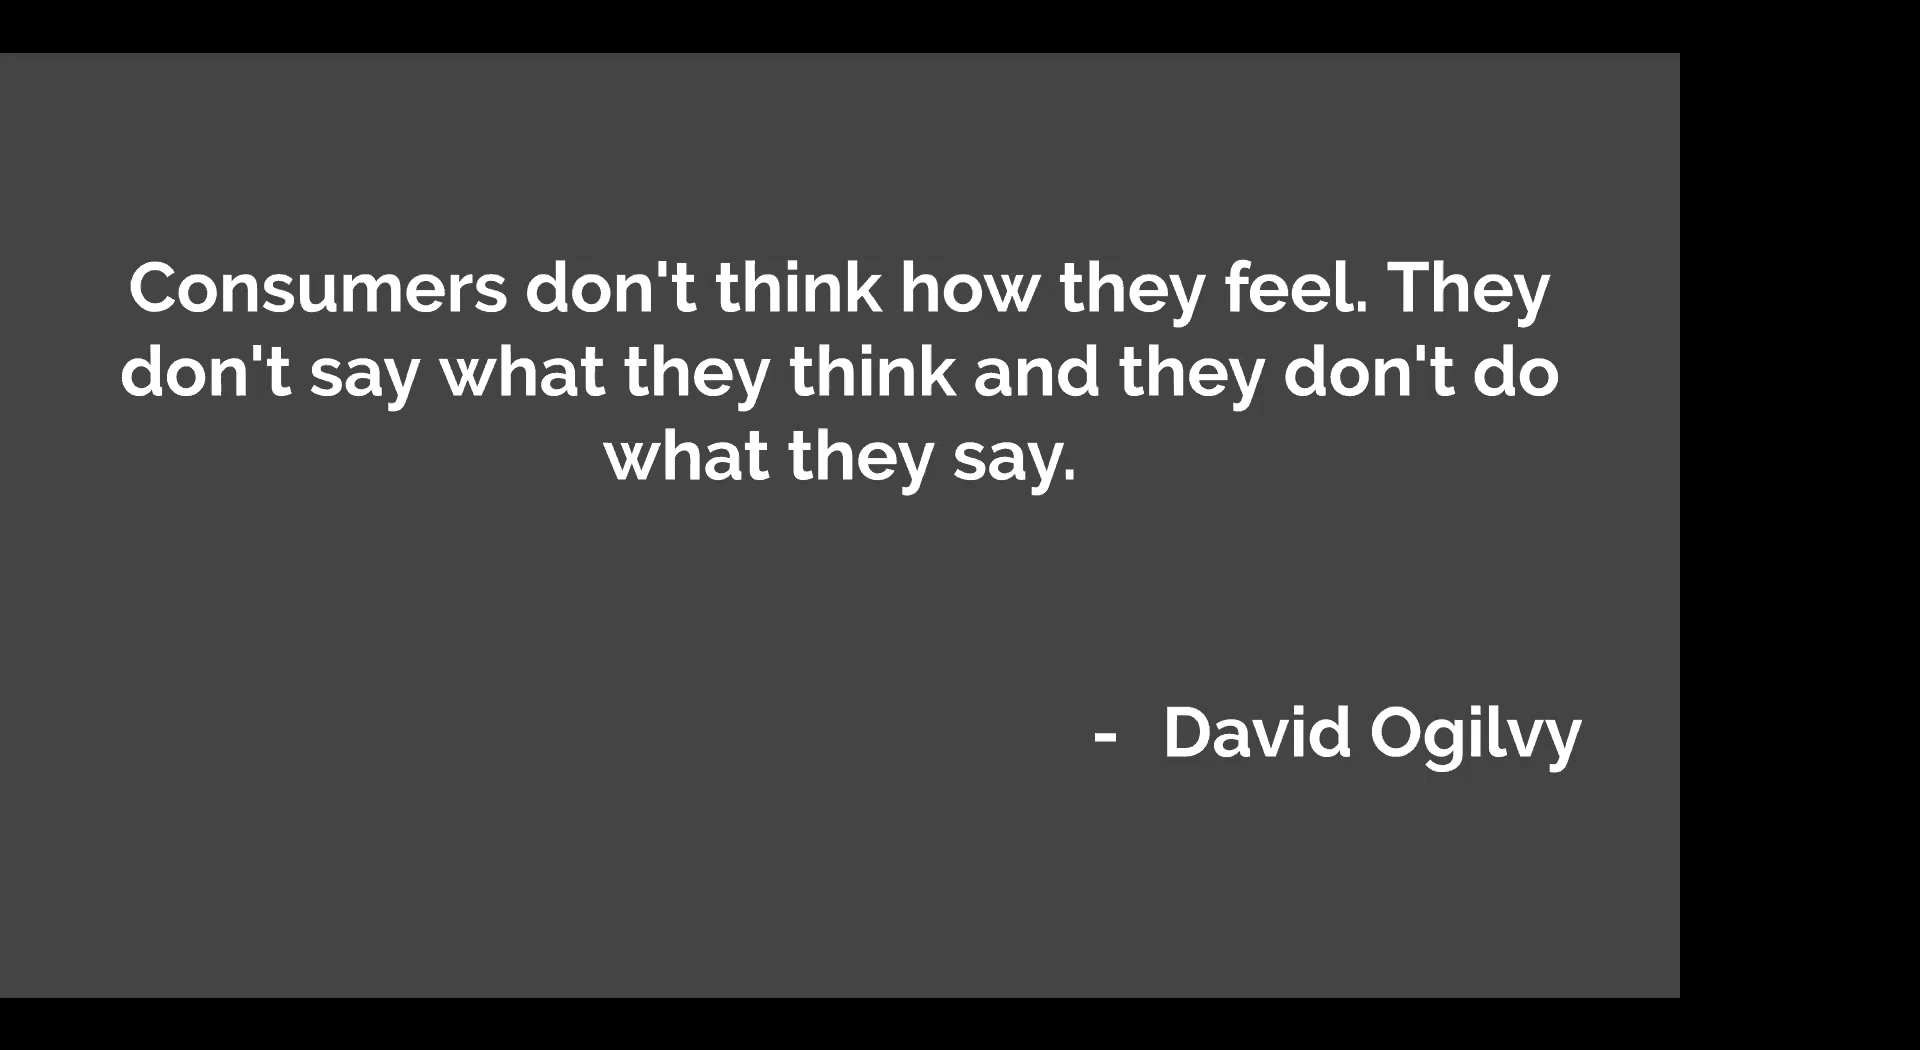 Consumers don't think how they feel. They
don't say what they think and they don't do
what they say.
- David Ogilvy